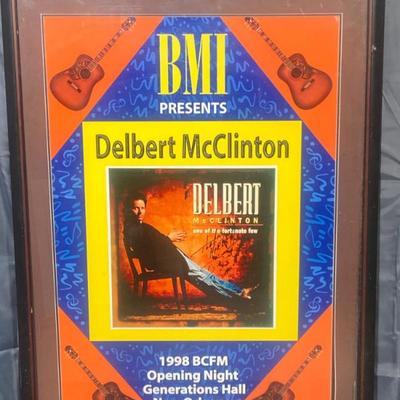 BMI
PRESENTS
Delbert McClinton
DELBERT
McCLINTON
one of the fortunate few
1998 BCFM
Opening Night
Generations Hall